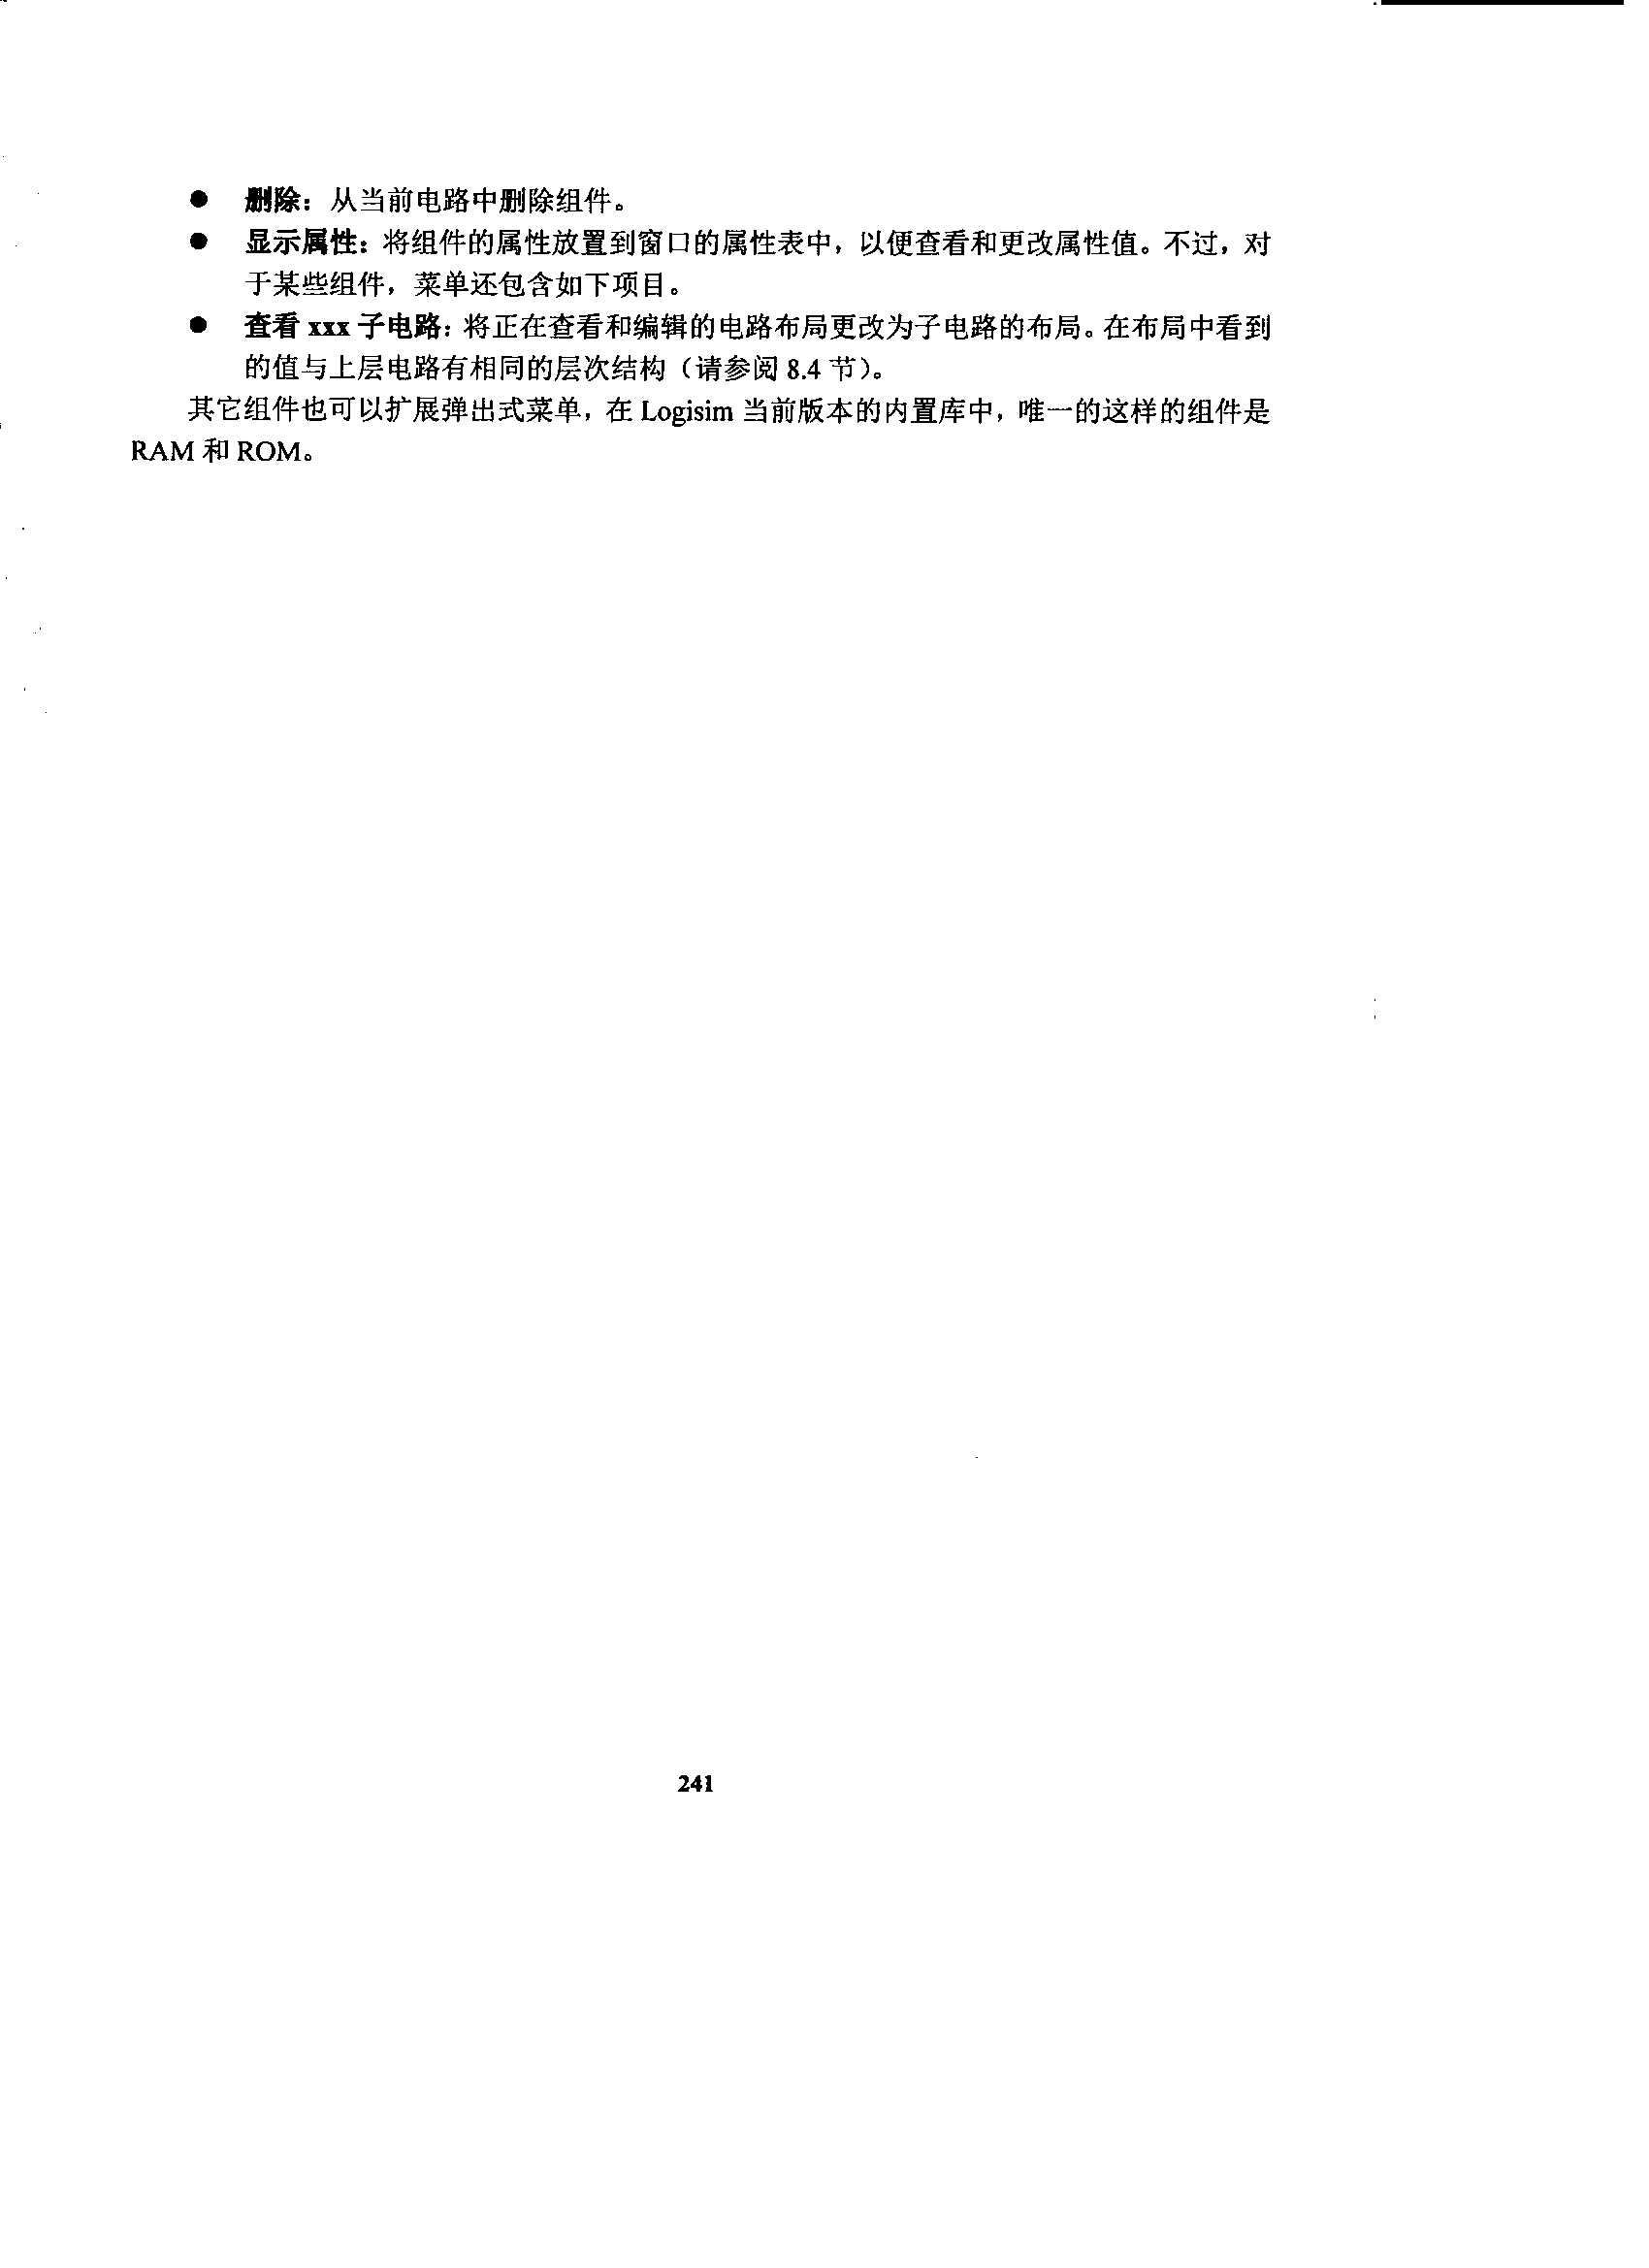 ● 删除：从当前电路中删除组件。
● 显示属性：将组件的属性放置到窗口的属性表中，以便查看和更改属性值。不过，对
于某些组件，菜单还包含如下项目。
● 查看 xxx 子电路：将正在查看和编辑的电路布局更改为子电路的布局。在布局中看到
的值与上层电路有相同的层次结构（请参阅 8.4 节）。
其它组件也可以扩展弹出式菜单，在 Logisim 当前版本的内置库中，唯一的这样的组件是
RAM 和 ROM。
241